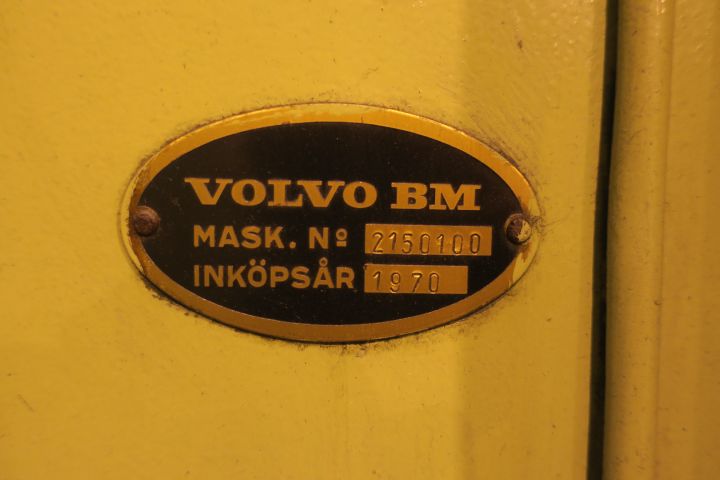 VOLVO BM
MASK. Nº 2150100
INKÖPSÅR 1970